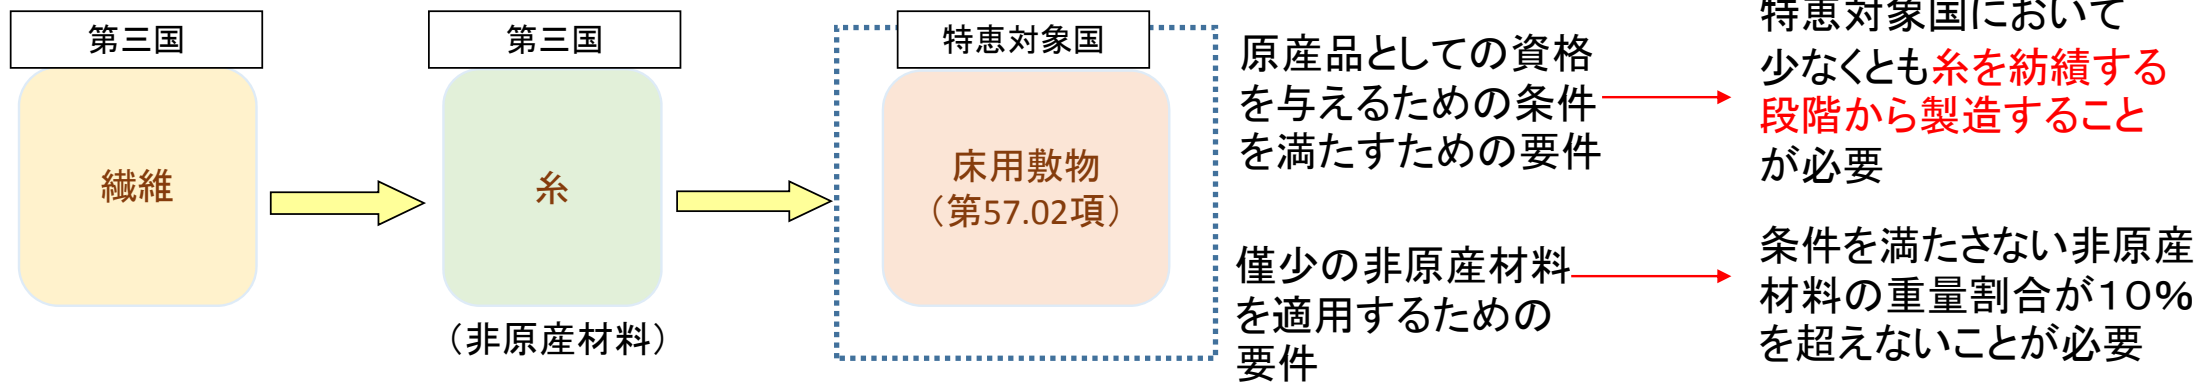 第三国
繊維
第三国
糸
（非原産材料）
特恵対象国
床用敷物
（第57.02項）
原産品としての資格
を与えるための条件
を満たすための要件
特恵対象国において
少なくとも糸を紡績する
段階から製造すること
が必要
僅少の非原産材料
を適用するための
要件
条件を満たさない非原産
材料の重量割合が１０％
を超えないことが必要